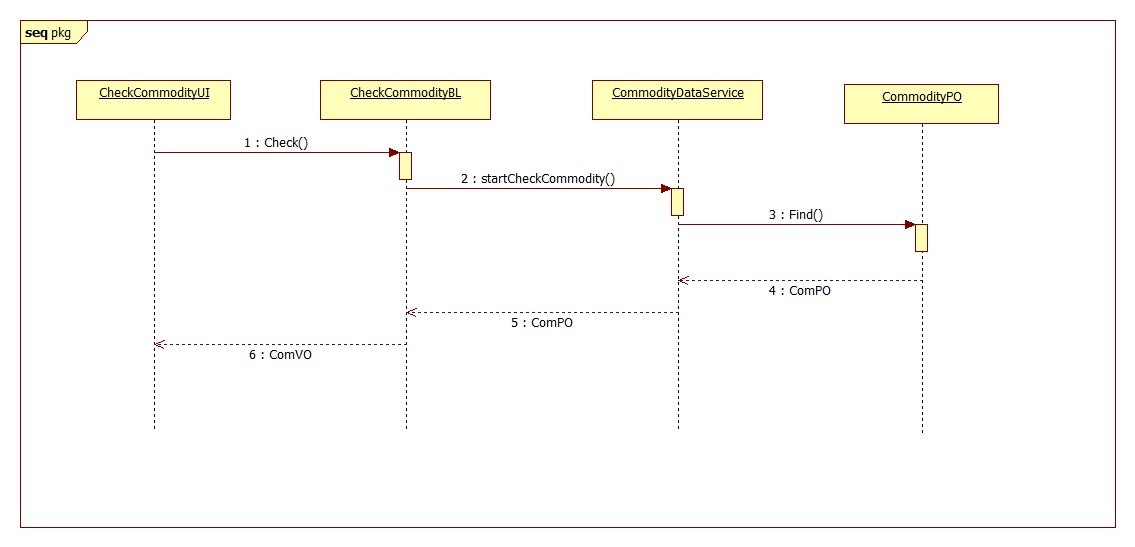 seq pkg
CheckCommodityUI
CheckCommodityBL
CommodityDataService
CommodityPO
1 : Check()
2 : startCheckCommodity()
3 : Find()
4 : ComPO
5 : ComPO
6 : ComVO